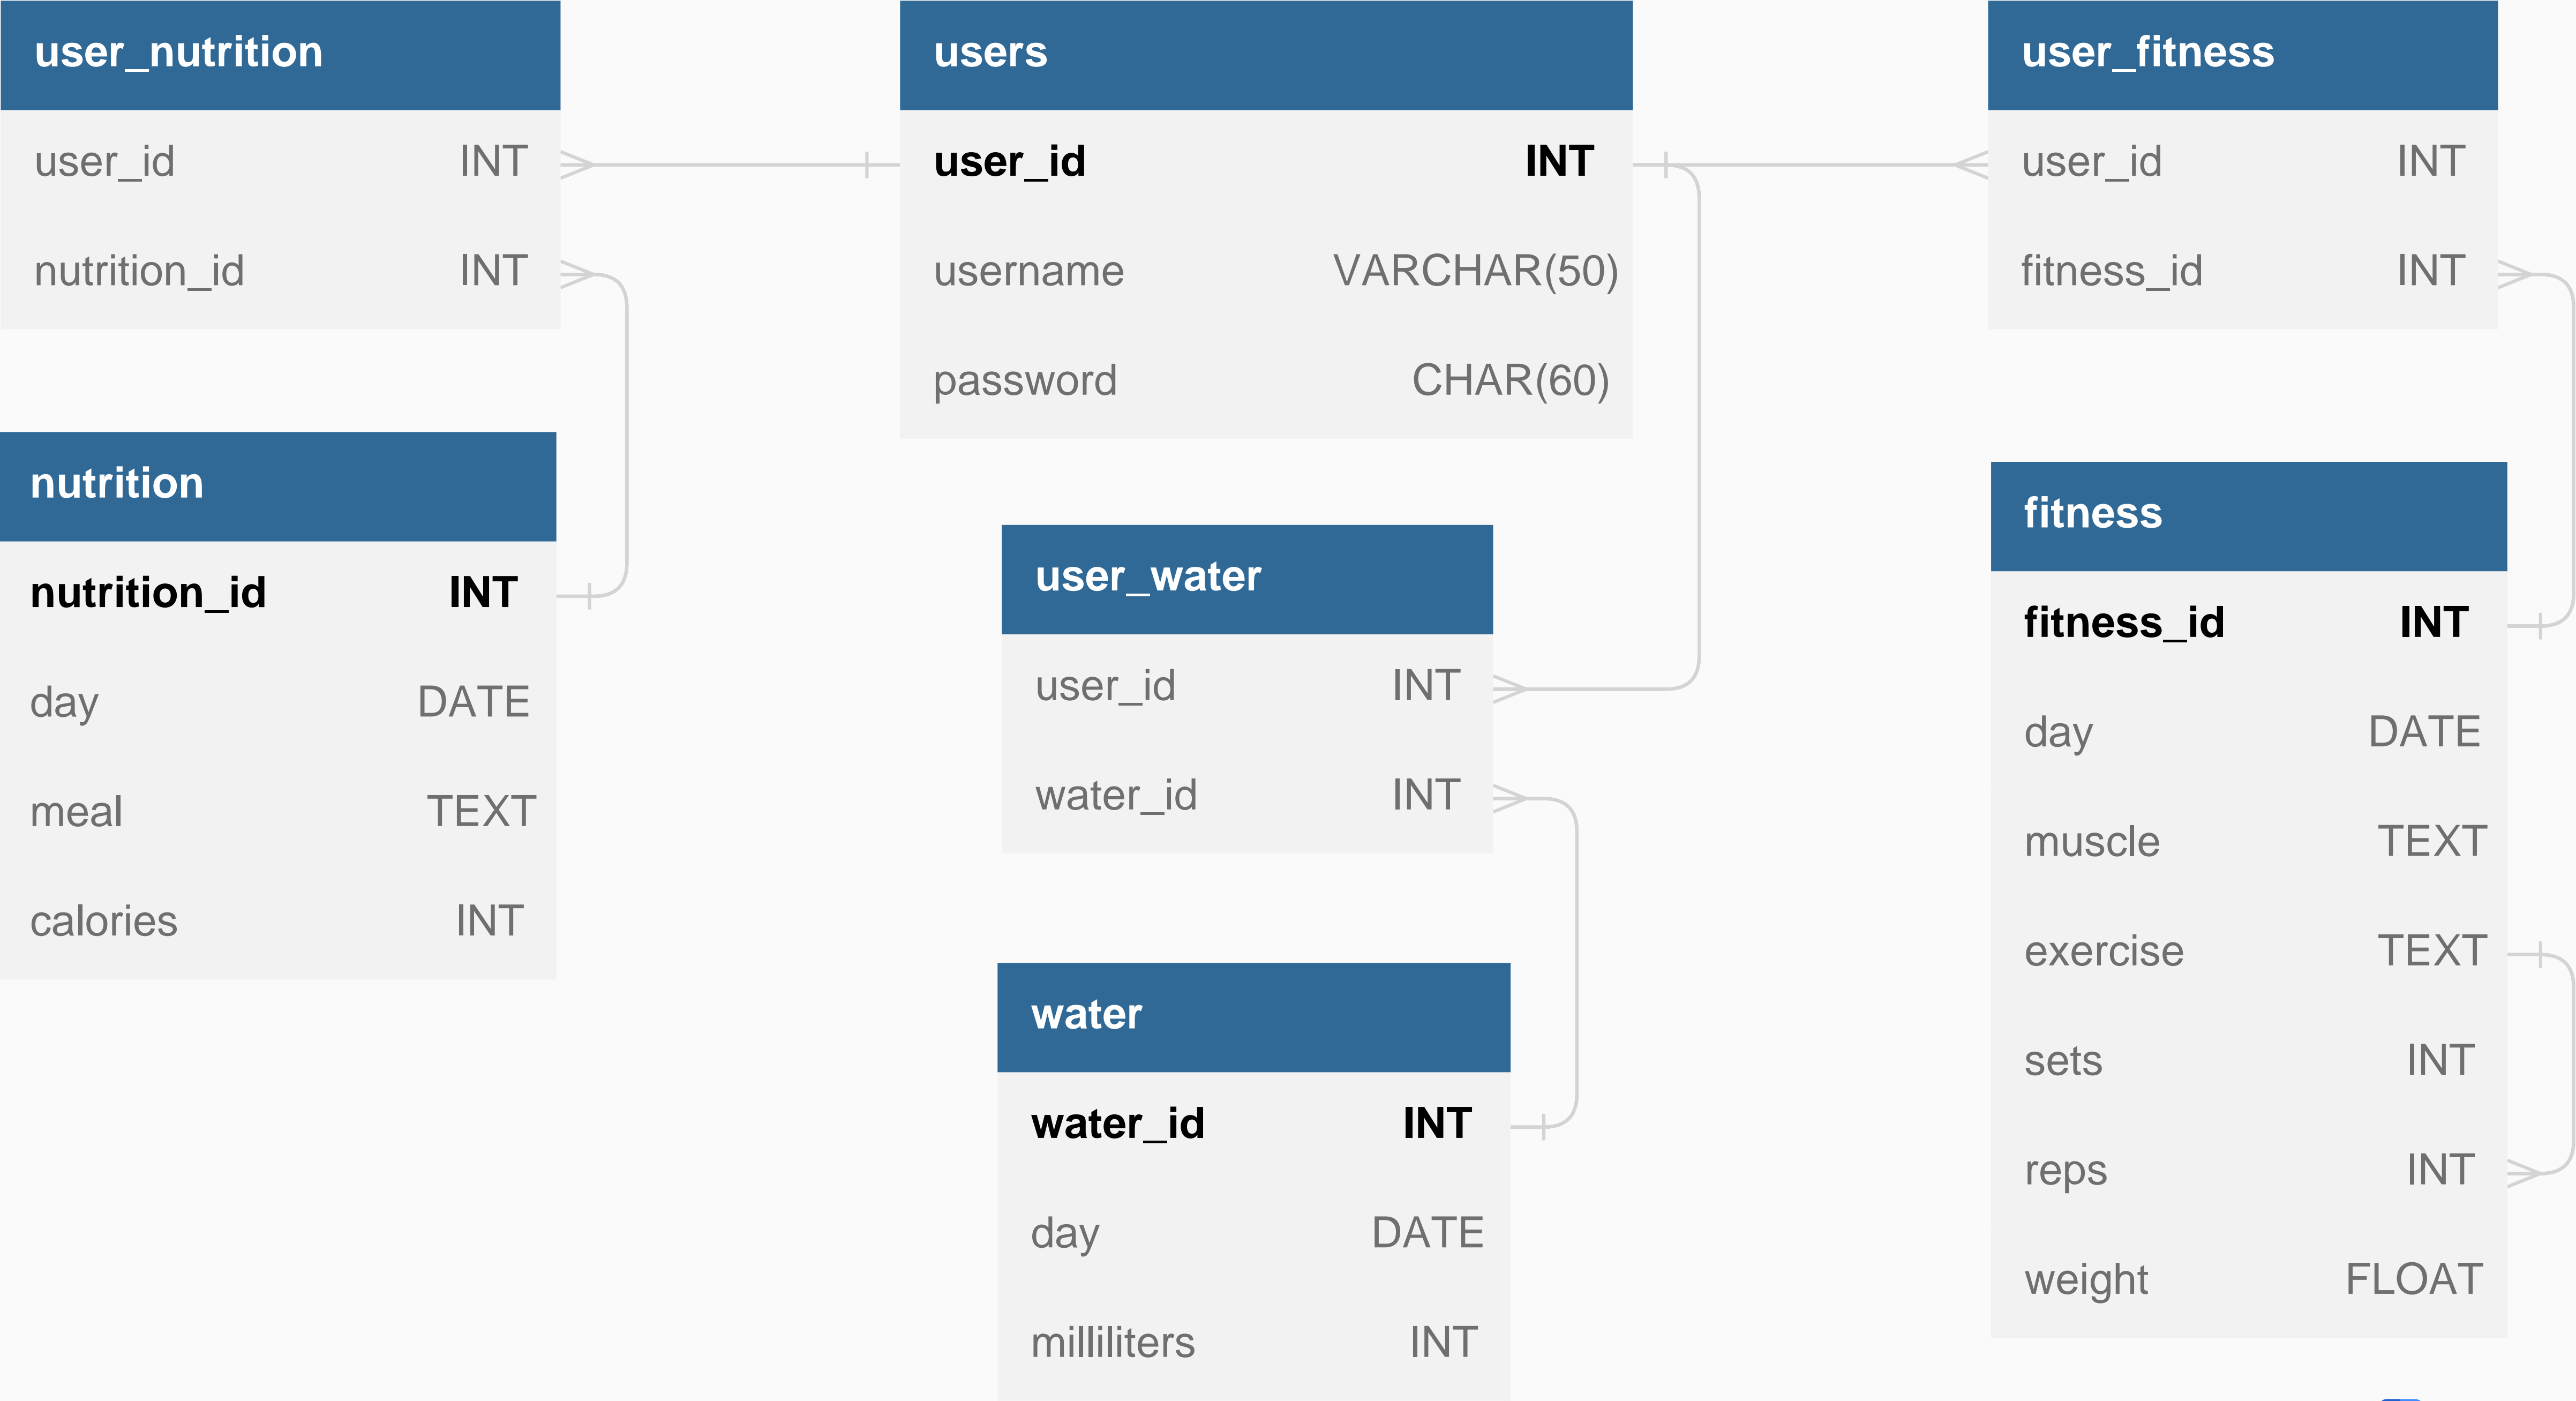 user_nutrition
user_id INT
nutrition_id INT
nutrition
nutrition_id INT
day DATE
meal TEXT
calories INT
users
user_id INT
username VARCHAR(50)
password CHAR(60)
user_water
user_id INT
water_id INT
water
water_id INT
day DATE
milliliters INT
user_fitness
user_id INT
fitness_id INT
fitness
fitness_id INT
day DATE
muscle TEXT
exercise TEXT
sets INT
reps INT
weight FLOAT